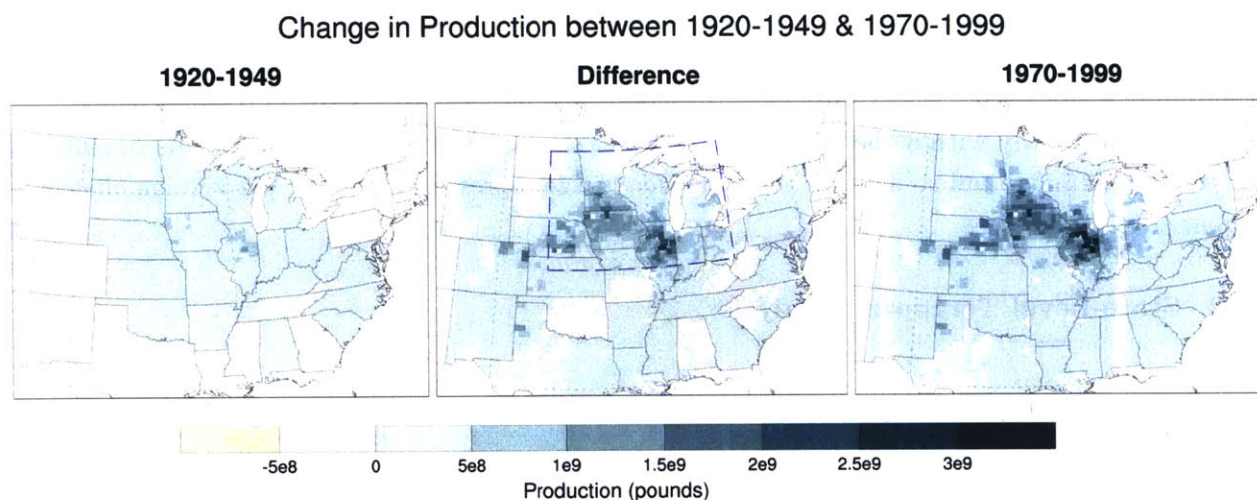 Change in Production between 1920-1949 & 1970-1999
1920-1949
Difference
1970-1999
-5e8 0 5e8 1e9 1.5e9 2e9 2.5e9 3e9
Production (pounds)